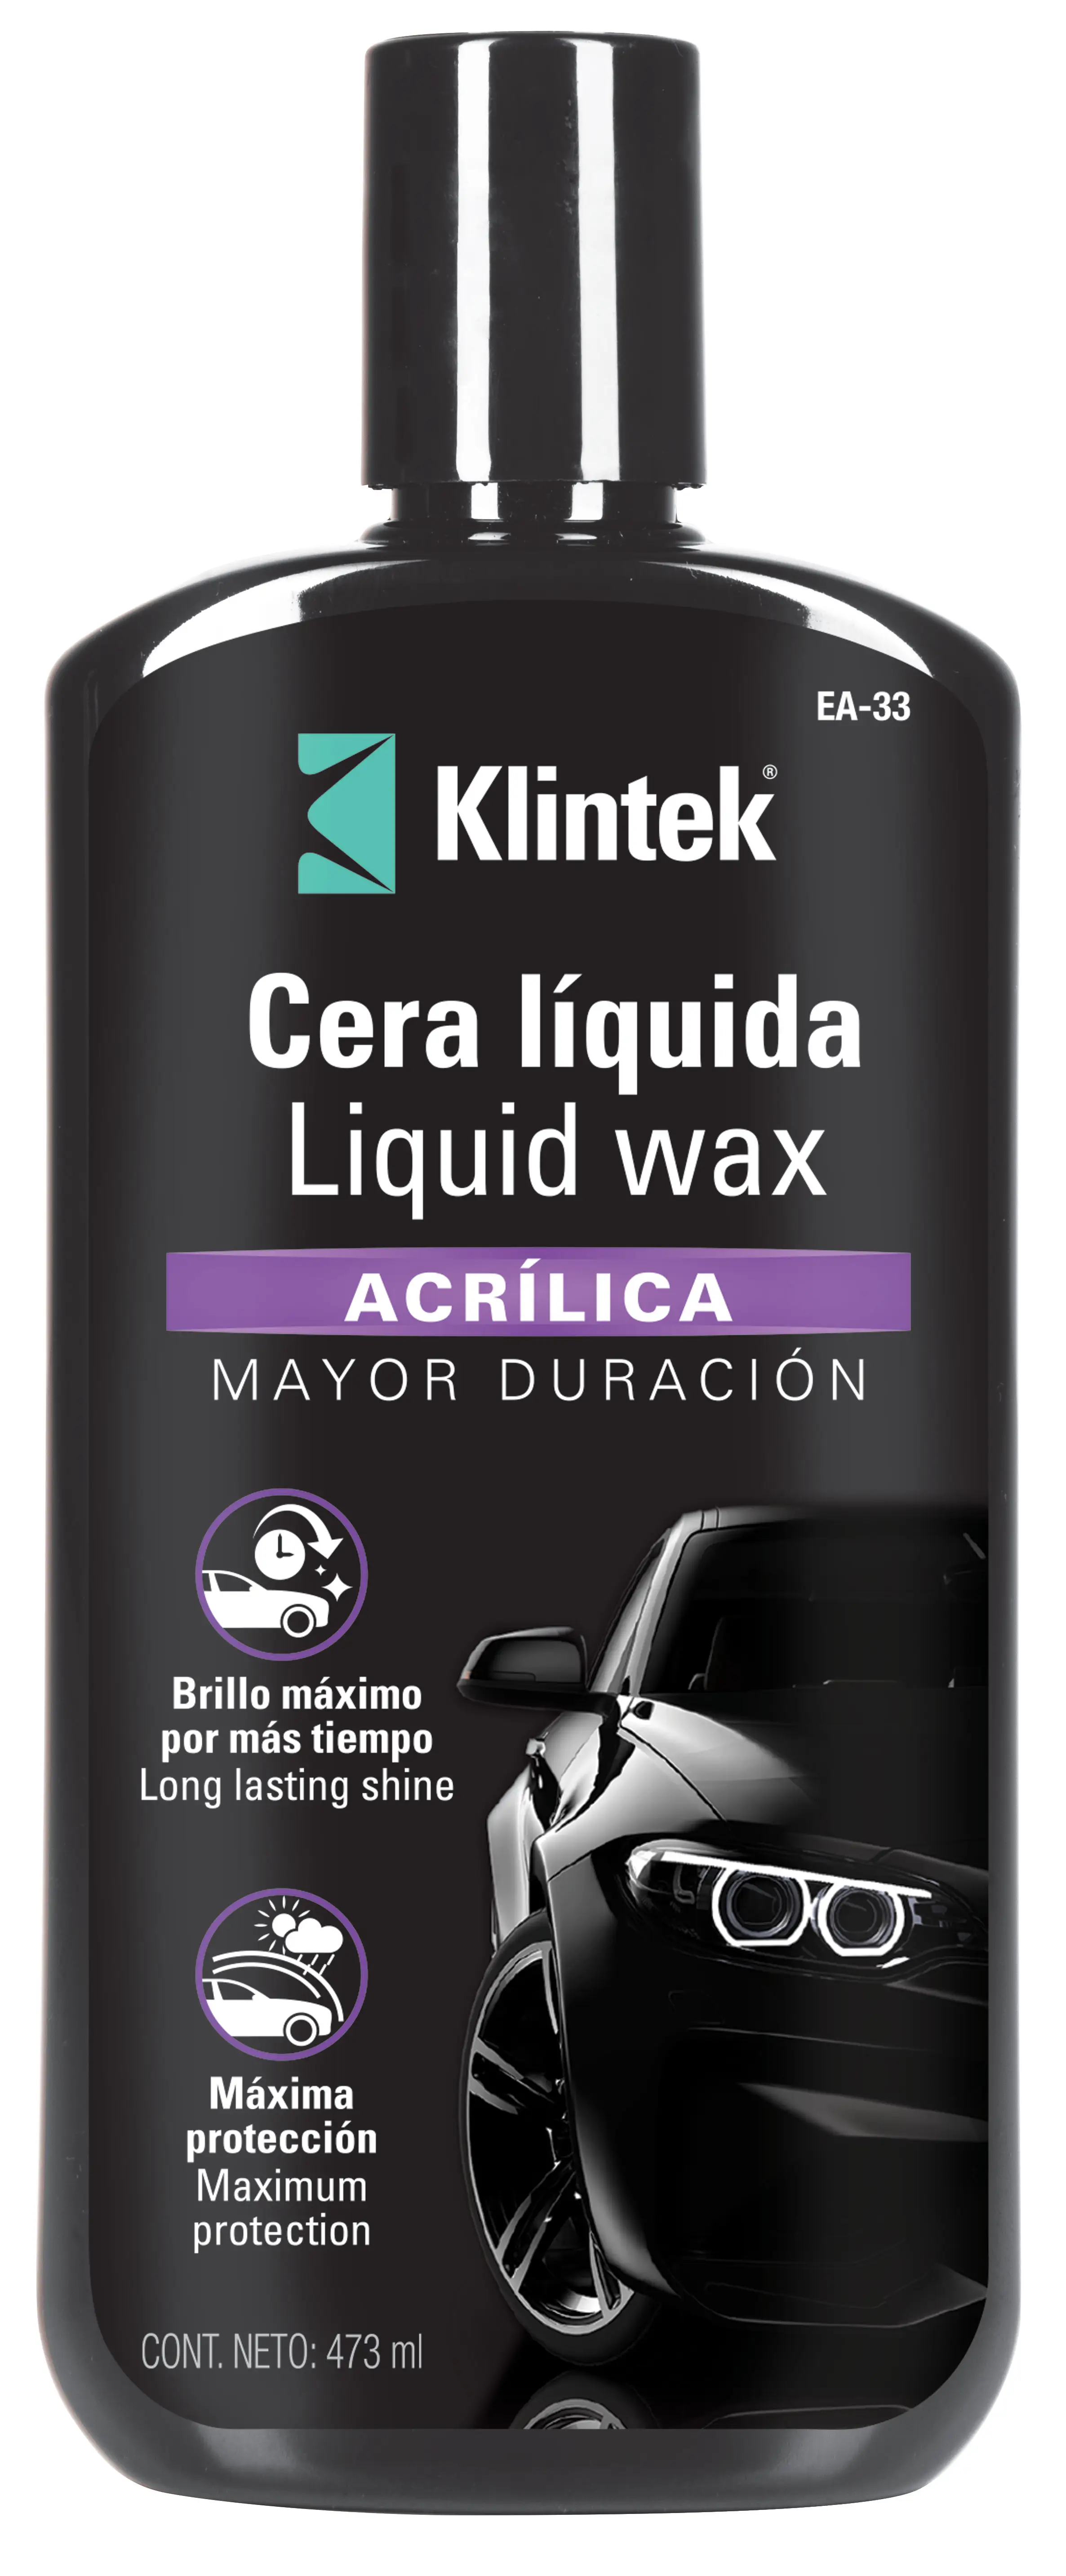 EA-33
Klintek®
Cera líquida
Liquid wax
ACRÍLICA
MAYOR DURACIÓN
Brillo máximo
por más tiempo
Long lasting shine
Máxima
protección
Maximum
protection
CONT. NETO: 473 ml